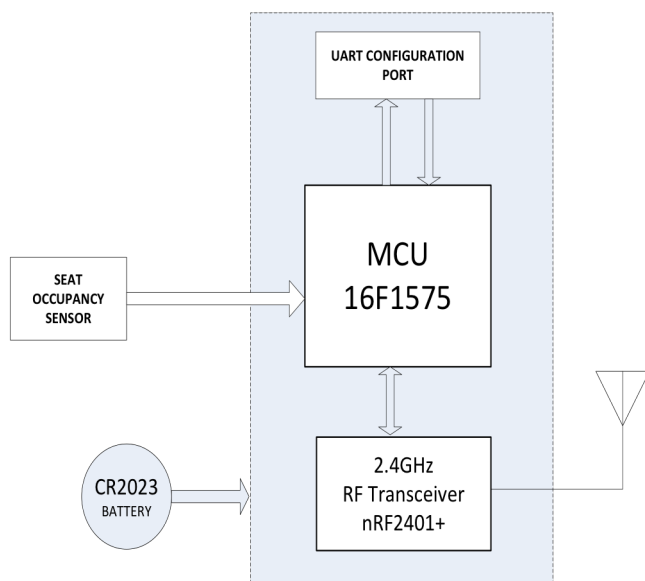 UART CONFIGURATION
PORT
MCU
16F1575
SEAT
OCCUPANCY
SENSOR
CR2023
BATTERY
2.4GHz
RF Transceiver
nRF2401+